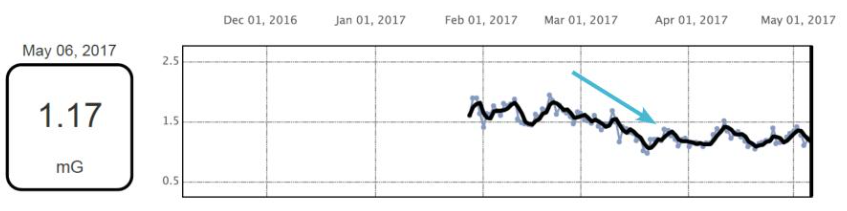 Dec 01, 2016 Jan 01, 2017 Feb 01, 2017 Mar 01, 2017 Apr 01, 2017 May 01, 2017
May 06, 2017
1.17
mG
2.5
1.5
0.5